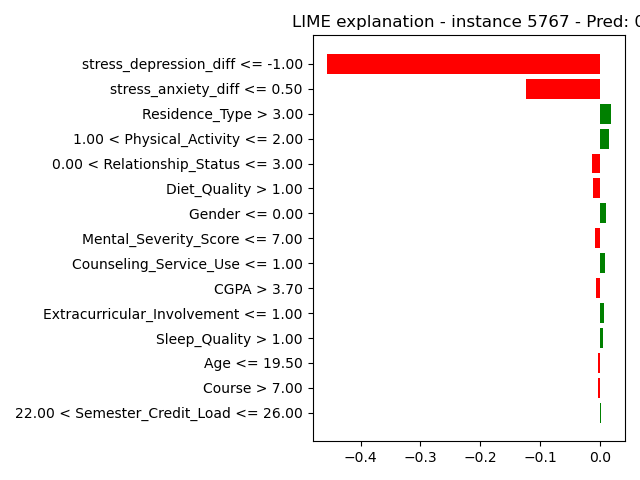 LIME explanation - instance 5767 - Pred: 0
stress_depression_diff <= -1.00
stress_anxiety_diff <= 0.50
Residence_Type > 3.00
1.00 < Physical_Activity <= 2.00
0.00 < Relationship_Status <= 3.00
Diet_Quality > 1.00
Gender <= 0.00
Mental_Severity_Score <= 7.00
Counseling_Service_Use <= 1.00
CGPA > 3.70
Extracurricular_Involvement <= 1.00
Sleep_Quality > 1.00
Age <= 19.50
Course > 7.00
22.00 < Semester_Credit_Load <= 26.00
−0.4 −0.3 −0.2 −0.1 0.0